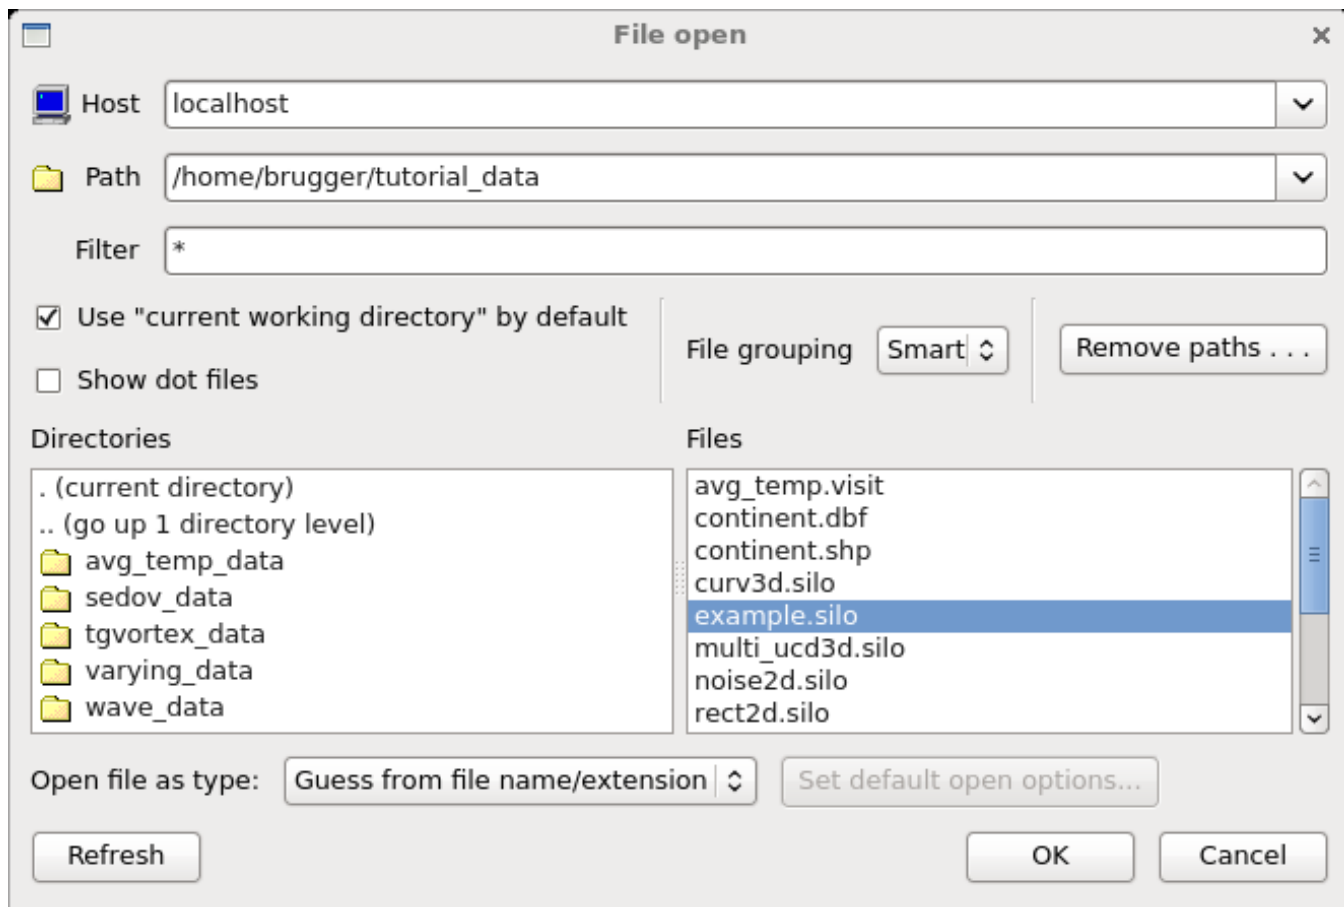 File open
Host localhost
Path /home/brugger/tutorial_data
Filter *
Use "current working directory" by default
Show dot files
File grouping Smart
Remove paths . . .
Directories
. (current directory)
.. (go up 1 directory level)
avg_temp_data
sedov_data
tgvortex_data
varying_data
wave_data
Files
avg_temp.visit
continent.dbf
continent.shp
curv3d.silo
example.silo
multi_ucd3d.silo
noise2d.silo
rect2d.silo
Open file as type: Guess from file name/extension Set default open options...
Refresh OK Cancel